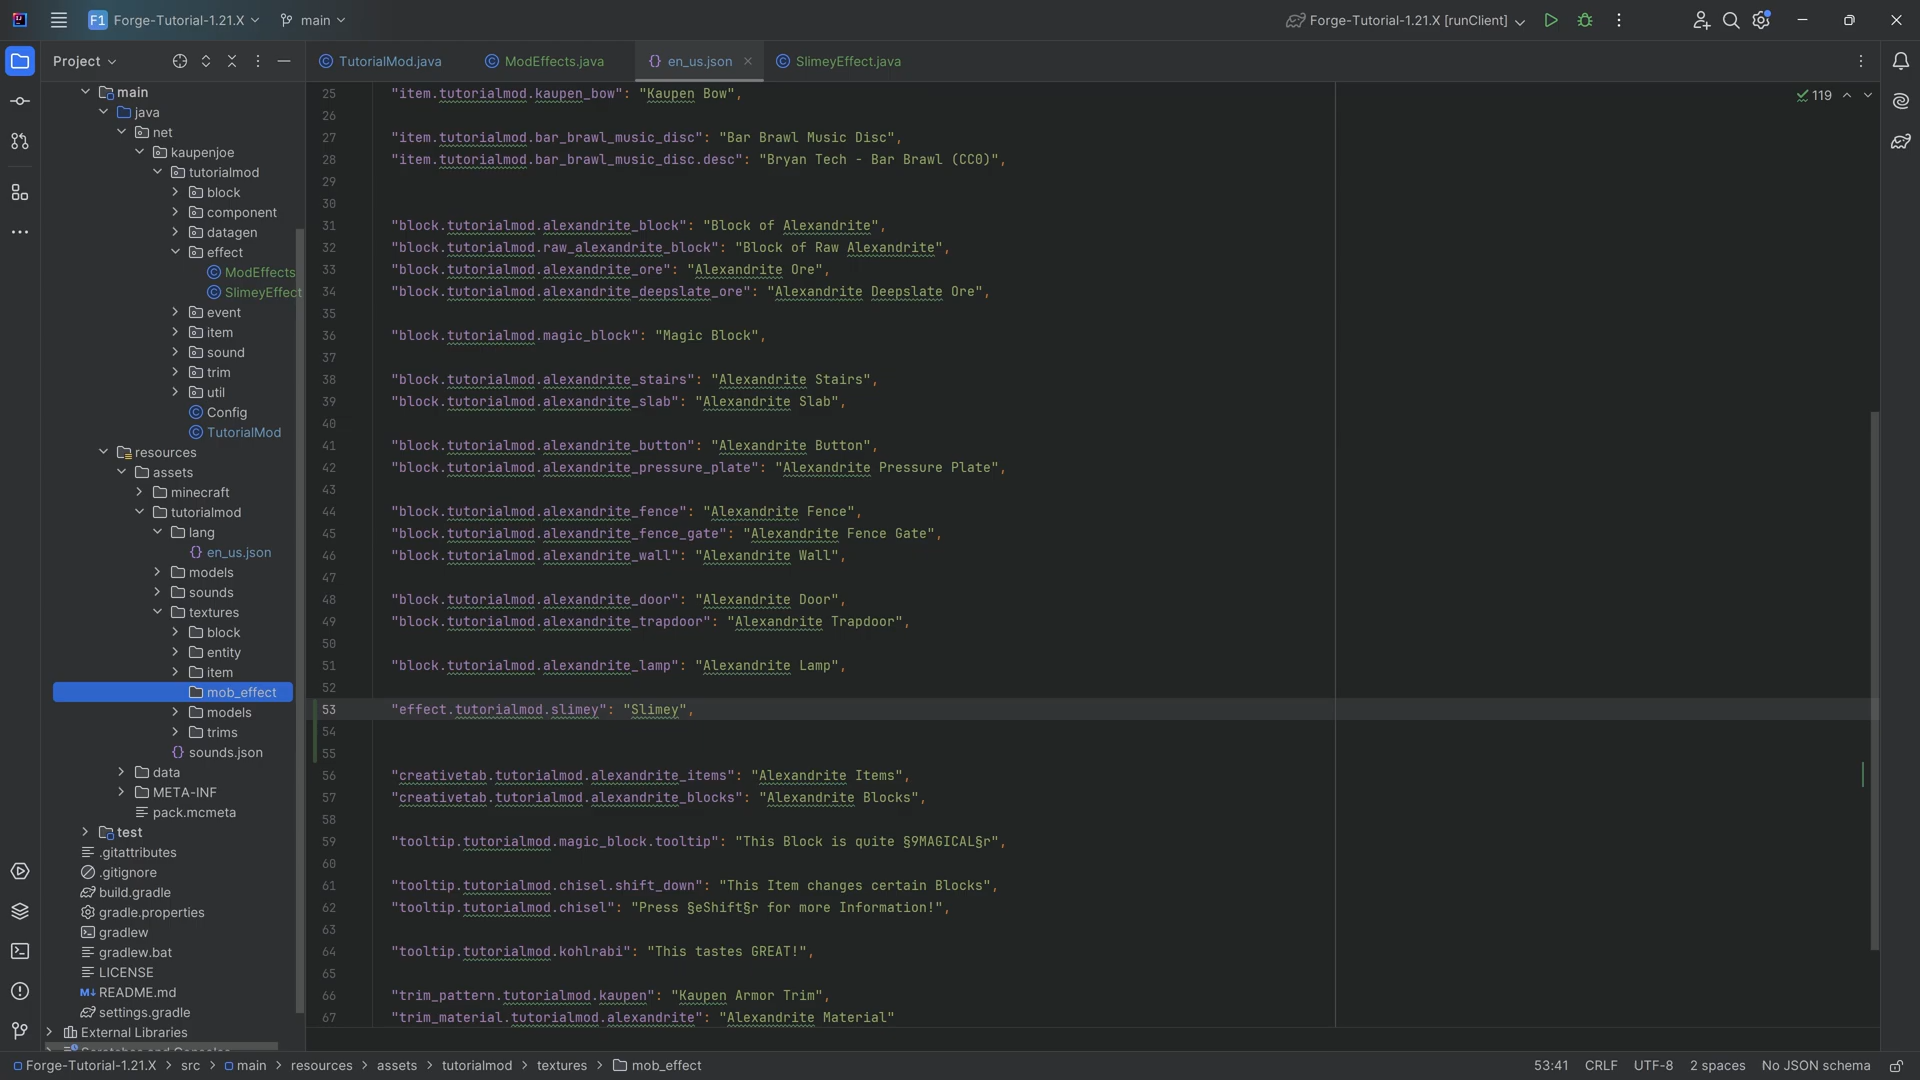 F1 Forge-Tutorial-1.21.X main
Forge-Tutorial-1.21.X [runClient]
Project
TutorialMod.java
ModEffects.java
en_us.json
SlimeyEffect.java
main
java
net
kaupenjoe
tutorialmod
block
component
datagen
effect
ModEffects
SlimeyEffect
event
item
sound
trim
util
Config
TutorialMod
resources
assets
minecraft
tutorialmod
lang
en_us.json
models
sounds
textures
block
entity
item
mob_effect
models
trims
sounds.json
data
META-INF
pack.mcmeta
test
.gitattributes
.gitignore
build.gradle
gradle.properties
gradlew
gradlew.bat
LICENSE
README.md
settings.gradle
External Libraries
119
25 "item.tutorialmod.kaupen_bow": "Kaupen Bow",
26
27 "item.tutorialmod.bar_brawl_music_disc": "Bar Brawl Music Disc",
28 "item.tutorialmod.bar_brawl_music_disc.desc": "Bryan Tech - Bar Brawl (CC0)",
29
30
31 "block.tutorialmod.alexandrite_block": "Block of Alexandrite",
32 "block.tutorialmod.raw_alexandrite_block": "Block of Raw Alexandrite",
33 "block.tutorialmod.alexandrite_ore": "Alexandrite Ore",
34 "block.tutorialmod.alexandrite_deepslate_ore": "Alexandrite Deepslate Ore",
35
36 "block.tutorialmod.magic_block": "Magic Block",
37
38 "block.tutorialmod.alexandrite_stairs": "Alexandrite Stairs",
39 "block.tutorialmod.alexandrite_slab": "Alexandrite Slab",
40
41 "block.tutorialmod.alexandrite_button": "Alexandrite Button",
42 "block.tutorialmod.alexandrite_pressure_plate": "Alexandrite Pressure Plate",
43
44 "block.tutorialmod.alexandrite_fence": "Alexandrite Fence",
45 "block.tutorialmod.alexandrite_fence_gate": "Alexandrite Fence Gate",
46 "block.tutorialmod.alexandrite_wall": "Alexandrite Wall",
47
48 "block.tutorialmod.alexandrite_door": "Alexandrite Door",
49 "block.tutorialmod.alexandrite_trapdoor": "Alexandrite Trapdoor",
50
51 "block.tutorialmod.alexandrite_lamp": "Alexandrite Lamp",
52
53 "effect.tutorialmod.slimey": "Slimey",
54
55
56 "creativetab.tutorialmod.alexandrite_items": "Alexandrite Items",
57 "creativetab.tutorialmod.alexandrite_blocks": "Alexandrite Blocks",
58
59 "tooltip.tutorialmod.magic_block.tooltip": "This Block is quite §9MAGICAL§r",
60
61 "tooltip.tutorialmod.chisel.shift_down": "This Item changes certain Blocks",
62 "tooltip.tutorialmod.chisel": "Press §eShift§r for more Information!",
63
64 "tooltip.tutorialmod.kohlrabi": "This tastes GREAT!",
65
66 "trim_pattern.tutorialmod.kaupen": "Kaupen Armor Trim",
67 "trim_material.tutorialmod.alexandrite": "Alexandrite Material"
Forge-Tutorial-1.21.X > src > main > resources > assets > tutorialmod > textures > mob_effect
53:41 CRLF UTF-8 2 spaces No JSON schema